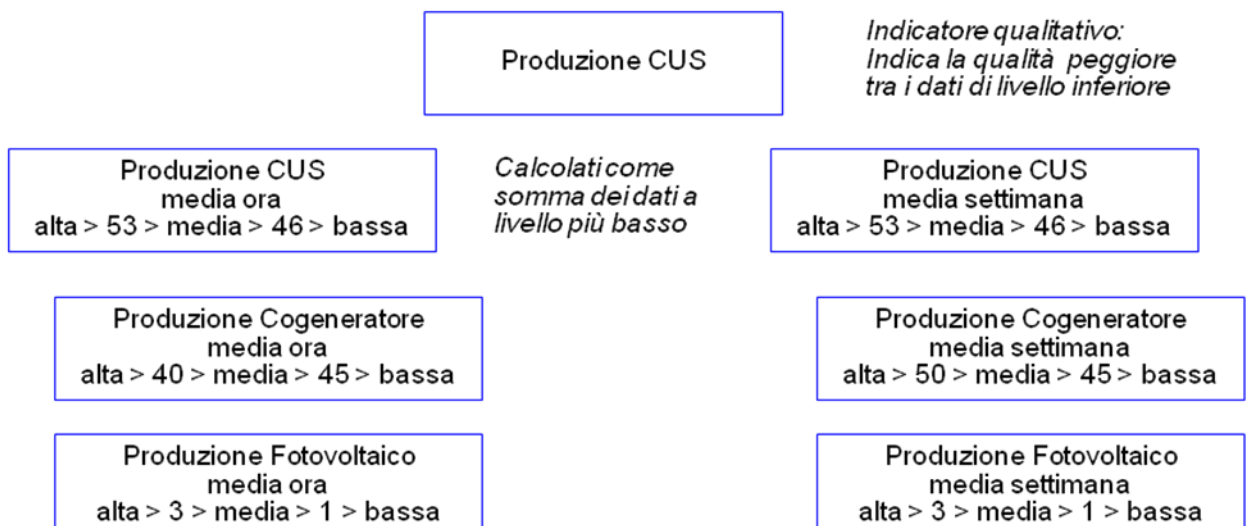 Produzione CUS
Indicatore qualitativo:
Indica la qualità peggiore
tra i dati di livello inferiore
Produzione CUS
media ora
alta > 53 > media > 46 > bassa
Calcolati come
somma dei dati a
livello più basso
Produzione CUS
media settimana
alta > 53 > media > 46 > bassa
Produzione Cogeneratore
media ora
alta > 40 > media > 45 > bassa
Produzione Cogeneratore
media settimana
alta > 50 > media > 45 > bassa
Produzione Fotovoltaico
media ora
alta > 3 > media > 1 > bassa
Produzione Fotovoltaico
media settimana
alta > 3 > media > 1 > bassa